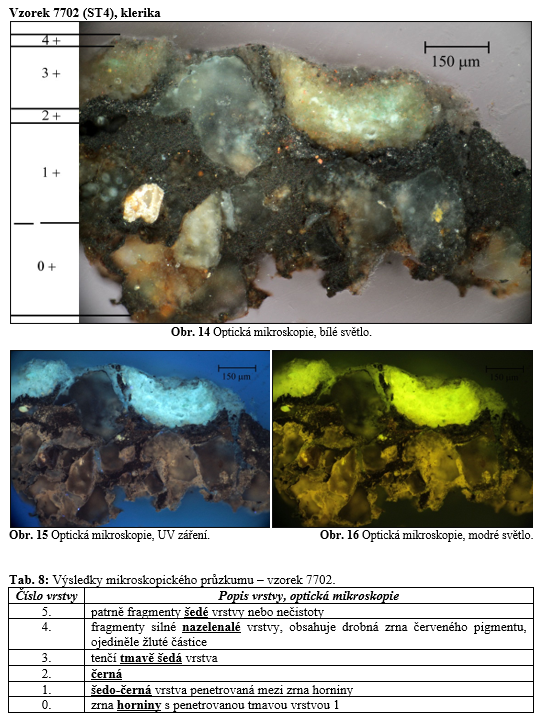 Vzorek 7702 (ST4), klerika
4 +
3 +
2 +
1 +
0 +
150 µm
Obr. 14 Optická mikroskopie, bílé světlo.
150 µm
150 µm
Obr. 15 Optická mikroskopie, UV záření.
Obr. 16 Optická mikroskopie, modré světlo.
Tab. 8: Výsledky mikroskopického průzkumu – vzorek 7702.
Číslo vrstvy Popis vrstvy, optická mikroskopie
5. patrně fragmenty šedé vrstvy nebo nečistoty
4. fragmenty silné nazelenalé vrstvy, obsahuje drobná zrna červeného pigmentu,
ojediněle žluté částice
3. tenčí tmavě šedá vrstva
2. černá
1. šedo-černá vrstva penetrovaná mezi zrna horniny
0. zrna horniny s penetrovanou tmavou vrstvou 1